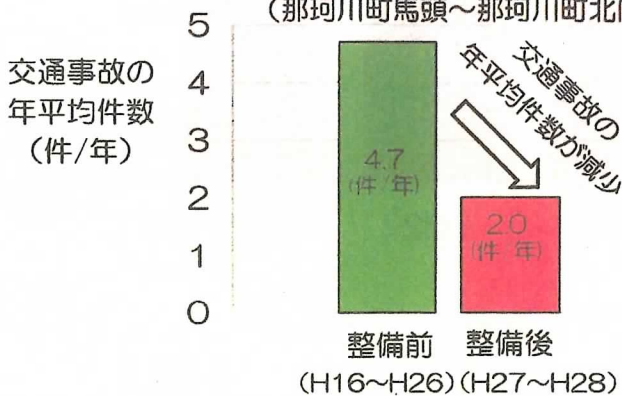 （那珂川町馬頭～那珂川町北
交通事故の
年平均件数
（件/年）
5
4
3
2
1
0
交通事故の
年平均件数が減少
4.7
（件/年）
2.0
（件/年）
整備前
（H16～H26）
整備後
（H27～H28）